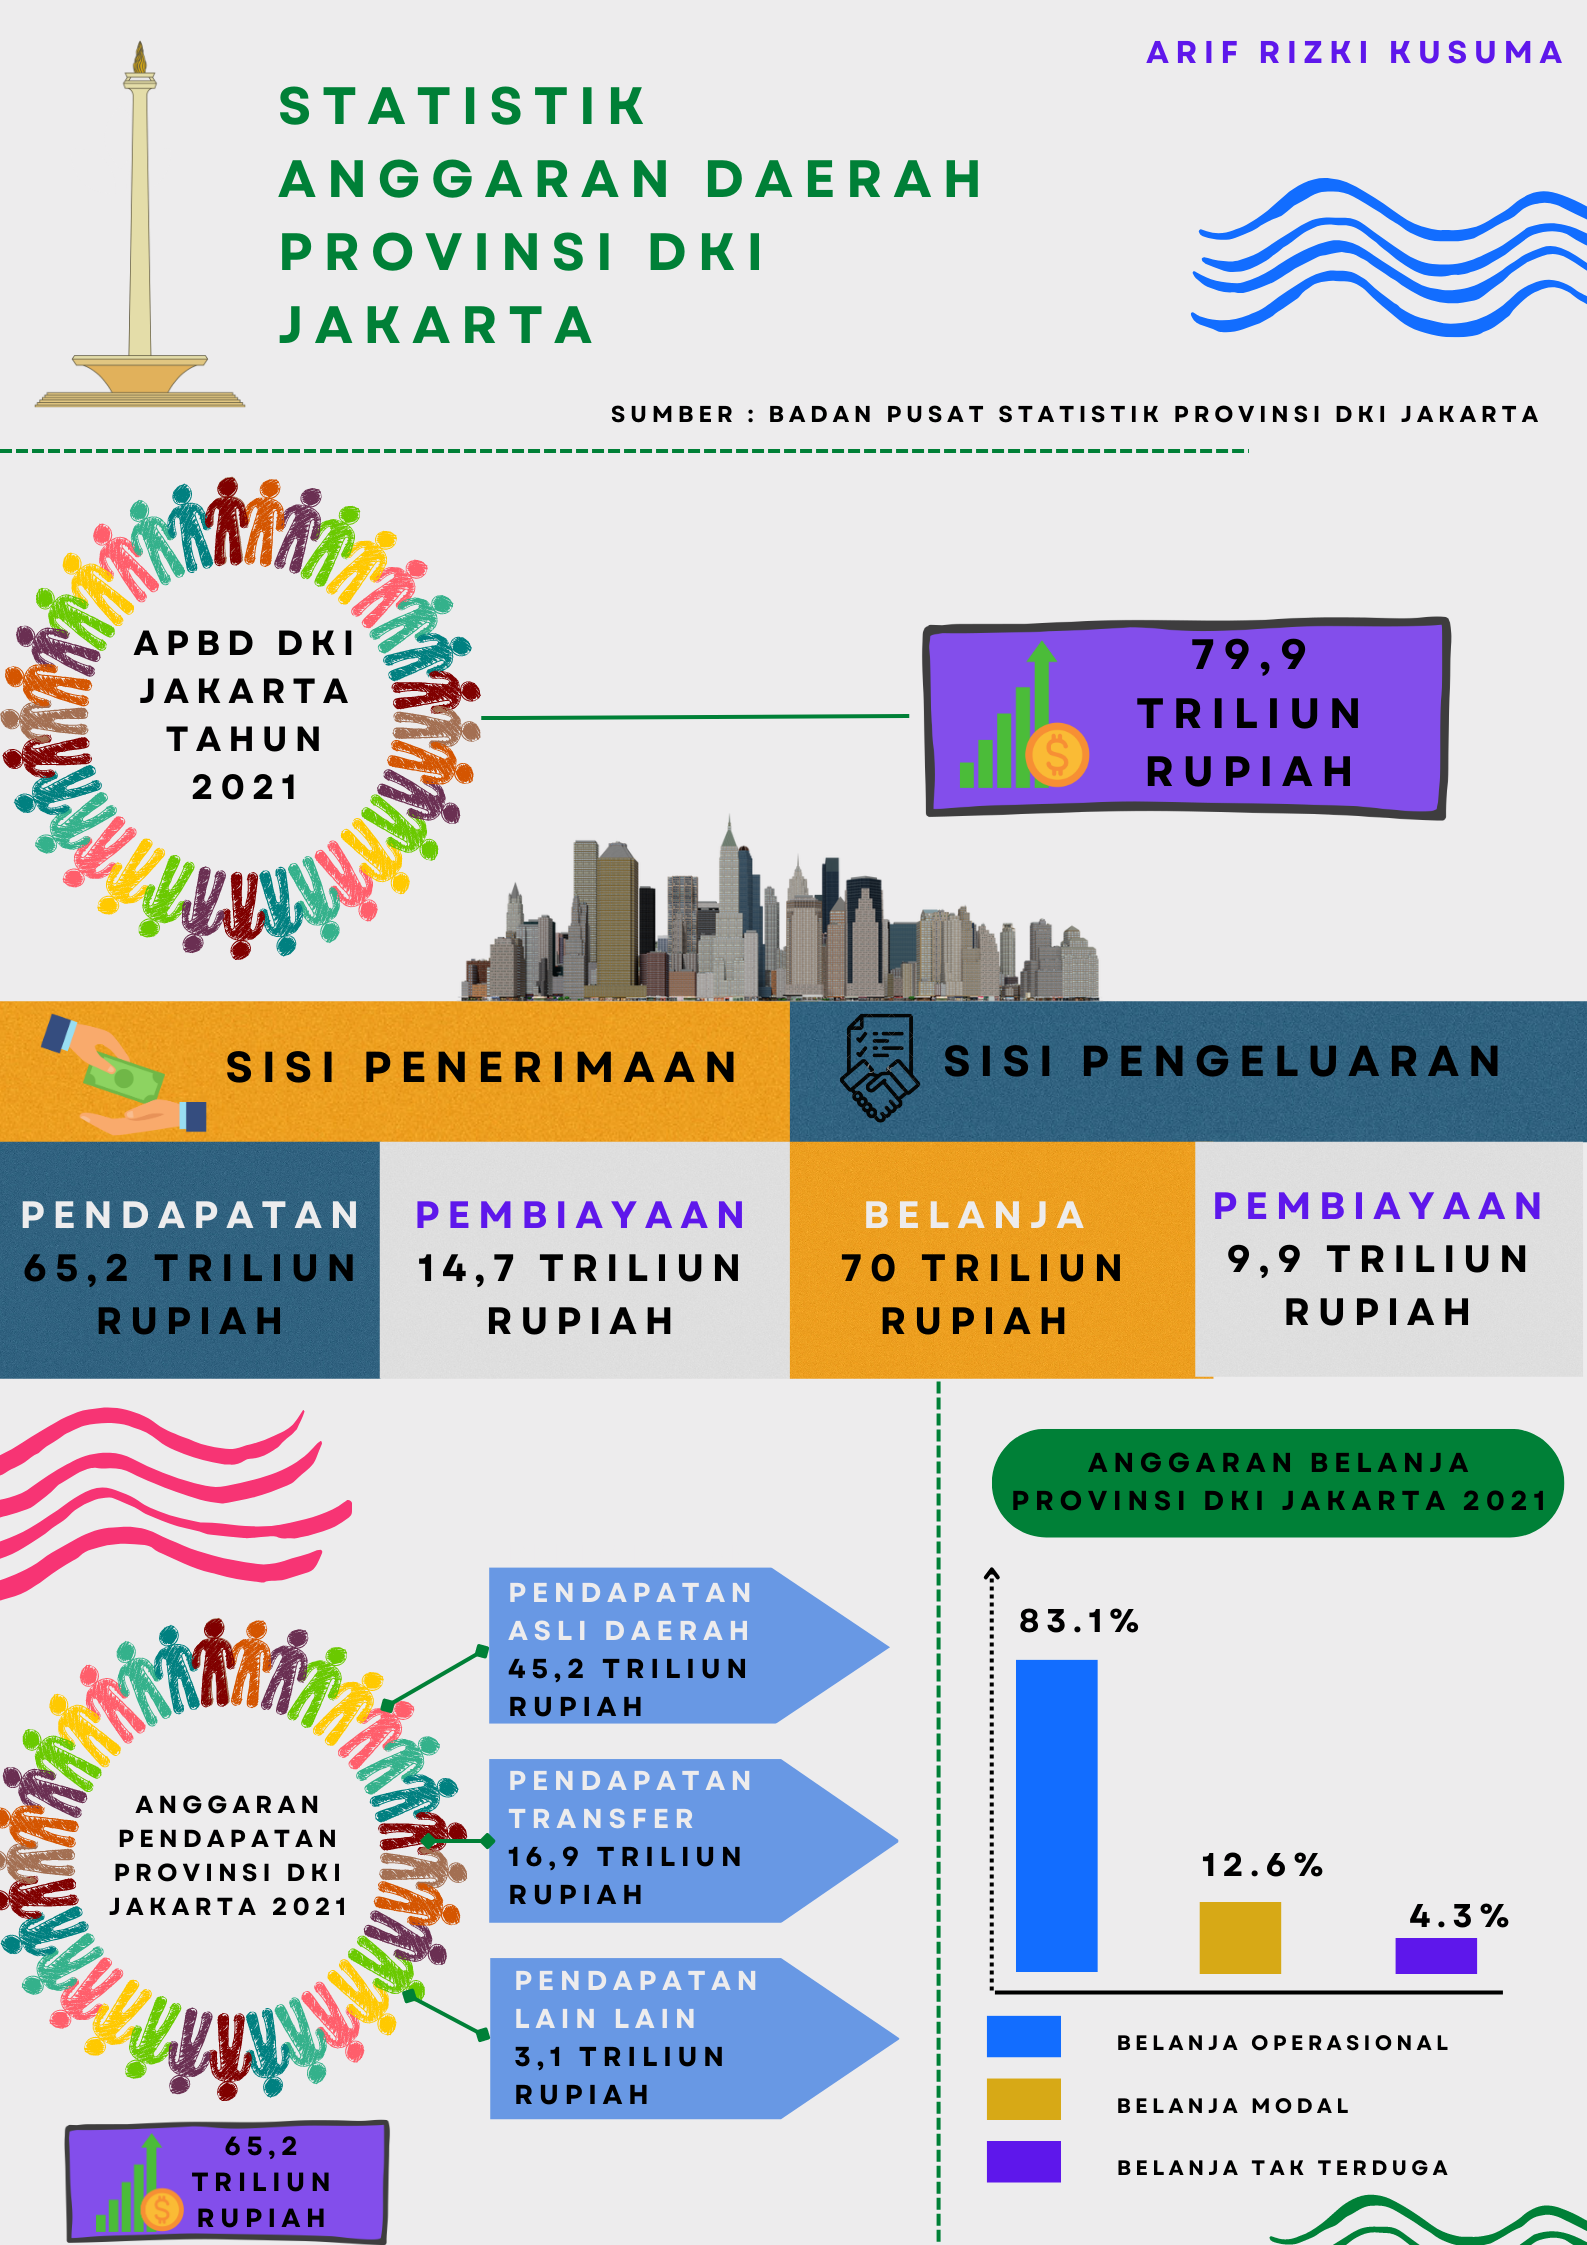 ARIF RIZKI KUSUMA
STATISTIK
ANGGARAN DAERAH
PROVINSI DKI
JAKARTA
SUMBER : BADAN PUSAT STATISTIK PROVINSI DKI JAKARTA
APBD DKI
JAKARTA
TAHUN
2021
79,9
TRILIUN
RUPIAH
SISI PENERIMAAN
SISI PENGELUARAN
PENDAPATAN
65,2 TRILIUN
RUPIAH
PEMBIAYAAN
14,7 TRILIUN
RUPIAH
BELANJA
70 TRILIUN
RUPIAH
PEMBIAYAAN
9,9 TRILIUN
RUPIAH
ANGGARAN
PENDAPATAN
PROVINSI DKI
JAKARTA 2021
65,2
TRILIUN
RUPIAH
PENDAPATAN
ASLI DAERAH
45,2 TRILIUN
RUPIAH
PENDAPATAN
TRANSFER
16,9 TRILIUN
RUPIAH
PENDAPATAN
LAIN LAIN
3,1 TRILIUN
RUPIAH
ANGGARAN BELANJA
PROVINSI DKI JAKARTA 2021
83.1%
12.6%
4.3%
BELANJA OPERASIONAL
BELANJA MODAL
BELANJA TAK TERDUGA